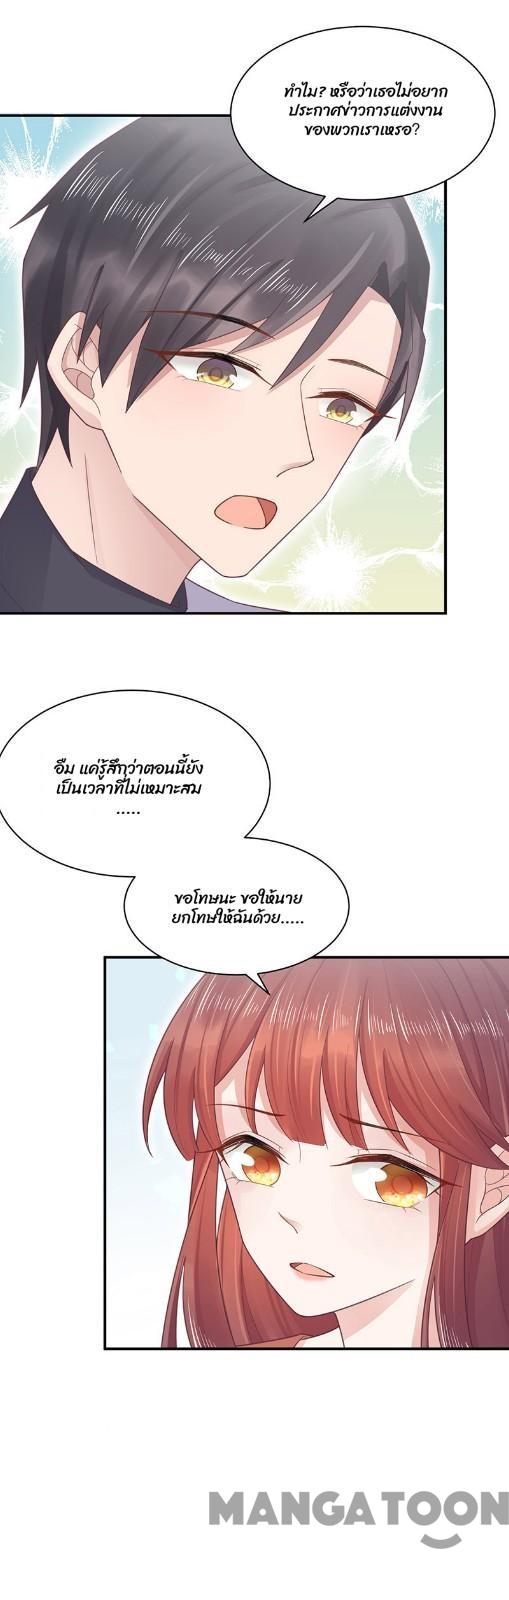 ทำไม? หรือว่าเธอไม่อยาก
ประกาศข่าวการแต่งงาน
ของพวกเราเหรอ?
อืม แค่รู้สึกว่าตอนนี้ยัง
เป็นเวลาที่ไม่เหมาะสม
.....
ขอโทษนะ ขอให้นาย
ยกโทษให้ฉันด้วย.....
MANGATOON